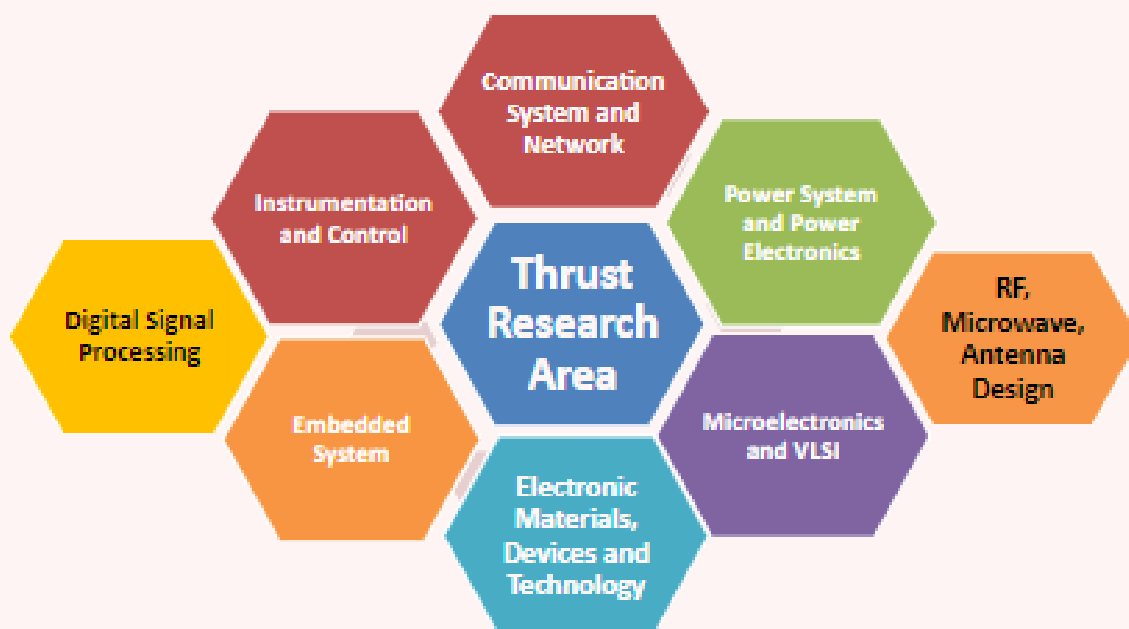 Communication
System and
Network
Instrumentation
and Control
Power System
and Power
Electronics
Thrust
Research
Area
Digital Signal
Processing
RF,
Microwave,
Antenna
Design
Embedded
System
Microelectronics
and VLSI
Electronic
Materials,
Devices and
Technology